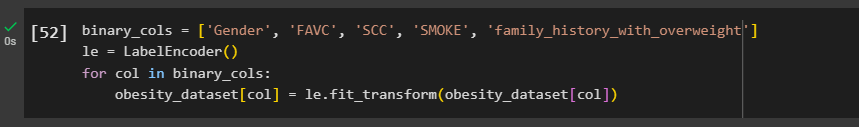 [52] binary_cols = ['Gender', 'FAVC', 'SCC', 'SMOKE', 'family_history_with_overweight']
0s
le = LabelEncoder()
for col in binary_cols:
    obesity_dataset[col] = le.fit_transform(obesity_dataset[col])